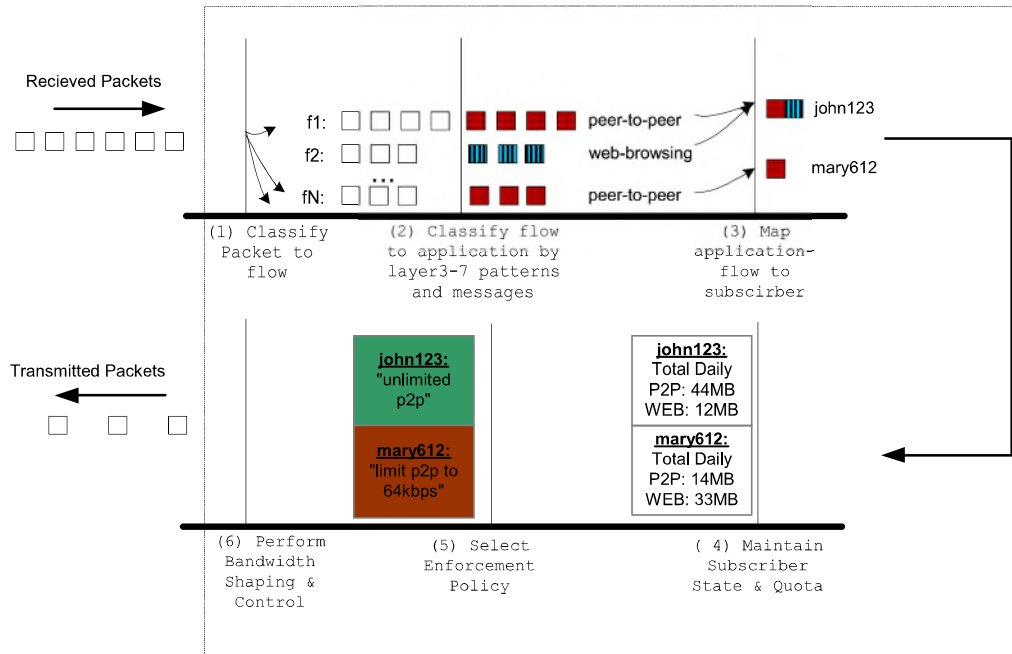 Recieved Packets
f1:
peer-to-peer
john123
f2:
web-browsing
...
mary612
fN:
peer-to-peer
(1) Classify
Packet to
flow
(2) Classify flow
to application by
layer3-7 patterns
and messages
(3) Map
application-
flow to
subscirber
Transmitted Packets
john123:
"unlimited
p2p"
mary612:
"limit p2p to
64kbps"
john123:
Total Daily
P2P: 44MB
WEB: 12MB
mary612:
Total Daily
P2P: 14MB
WEB: 33MB
(6) Perform
Bandwidth
Shaping &
Control
(5) Select
Enforcement
Policy
( 4) Maintain
Subscriber
State & Quota